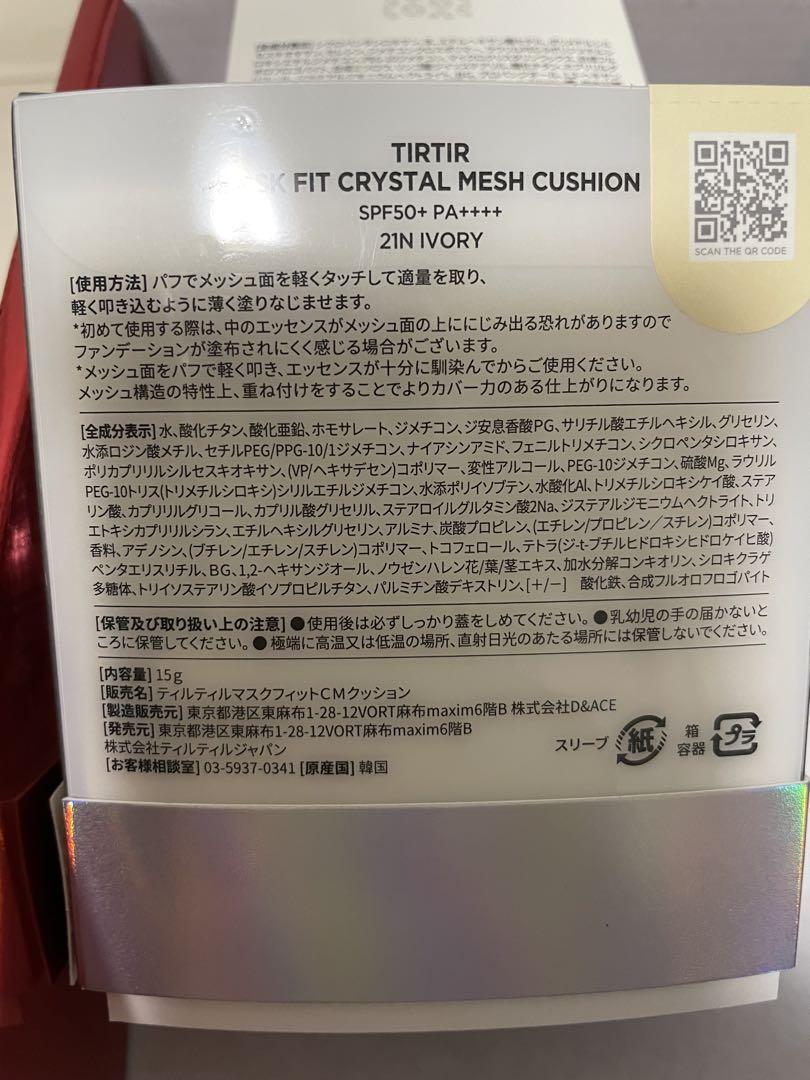 TIRTIR
FIT CRYSTAL MESH CUSHION
SPF50+ PA++++
21N IVORY
SCAN THE QR CODE
[使用方法] パフでメッシュ面を軽くタッチして適量を取り、
軽く叩き込むように薄く塗りなじませます。
*初めて使用する際は、中のエッセンスがメッシュ面の上ににじみ出る恐れがありますので
ファンデーションが塗布されにくく感じる場合がございます。
*メッシュ面をパフで軽く叩き、エッセンスが十分に馴染んでからご使用ください。
メッシュ構造の特性上、重ね付けをすることでよりカバー力のある仕上がりになります。
[全成分表示] 水、酸化チタン、酸化亜鉛、ホモサレート、ジメチコン、ジ安息香酸PG、サリチル酸エチルヘキシル、グリセリン、
水添ロジン酸メチル、セチルPEG/PPG-10/1ジメチコン、ナイアシンアミド、フェニルトリメチコン、シクロペンタシロキサン、
ポリカプリリルシルセスキオキサン、(VP/ヘキサデセン)コポリマー、変性アルコール、PEG-10ジメチコン、硫酸Mg、ラウリル
PEG-10トリス(トリメチルシロキシ)シリルエチルジメチコン、水添ポリイソブテン、水酸化Al、トリメチルシロキシケイ酸、ステア
リン酸、カプリリルグリコール、カプリル酸グリセリル、ステアロイルグルタミン酸2Na、ジステアルジモニウムヘクトライト、トリ
エトキシカプリリルシラン、エチルヘキシルグリセリン、アルミナ、炭酸プロピレン、(エチレン/プロピレン/スチレン)コポリマー、
香料、アデノシン、(ブチレン/エチレン/スチレン)コポリマー、トコフェロール、テトラ(ジ-t-ブチルヒドロキシヒドロケイヒ酸)
ペンタエリスリチル、BG、1,2-ヘキサンジオール、ノウゼンハレン花/葉/茎エキス、加水分解コンキオリン、シロキクラゲ
多糖体、トリイソステアリン酸イソプロピルチタン、パルミチン酸デキストリン、[+/-] 酸化鉄、合成フルオロフロゴパイト
[保管及び取り扱い上の注意] ●使用後は必ずしっかり蓋をしめてください。●乳幼児の手の届かないと
ころに保管してください。● 極端に高温又は低温の場所、直射日光のあたる場所には保管しないでください。
[内容量] 15g
[販売名] ティルティルマスクフィットCMクッション
[製造販売元] 東京都港区東麻布1-28-12VORT麻布maxim6階B 株式会社D&ACE
[発売元] 東京都港区東麻布1-28-12VORT麻布maxim6階B
株式会社ティルティルジャパン
[お客様相談室] 03-5937-0341 [原産国] 韓国
スリーブ 紙
箱
容器 プラ